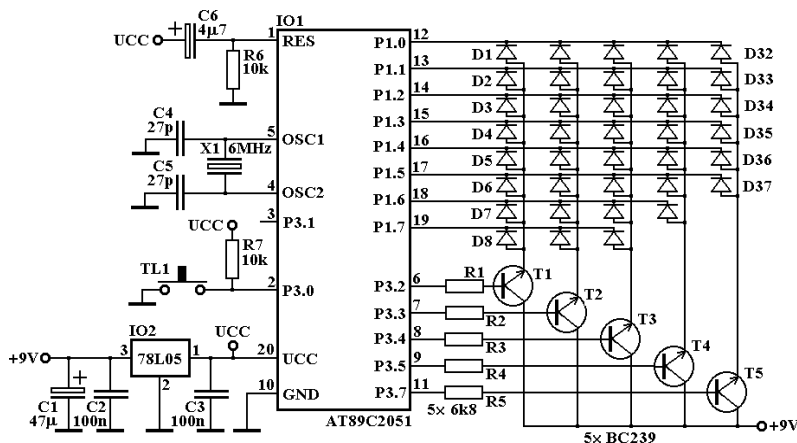 C6
4µ7
UCC
+
R6
10k
IO1
1
RES
C4
27p
5
OSC1
X1
6MHz
C5
27p
4
OSC2
3
P3.1
UCC
R7
10k
TL1
2
P3.0
IO2
+9V
3
78L05
1
UCC
20
UCC
2
10
GND
+
C1
47µ
C2
100n
C3
100n
AT89C2051
P1.0
12
D1
D32
P1.1
13
D2
D33
P1.2
14
D3
D34
P1.3
15
D4
D35
P1.4
16
D5
D36
P1.5
17
D6
D37
P1.6
18
D7
P1.7
19
D8
P3.2
6
R1
T1
P3.3
7
R2
T2
P3.4
8
R3
T3
P3.5
9
R4
T4
P3.7
11
R5
T5
5× 6k8
5× BC239
+9V